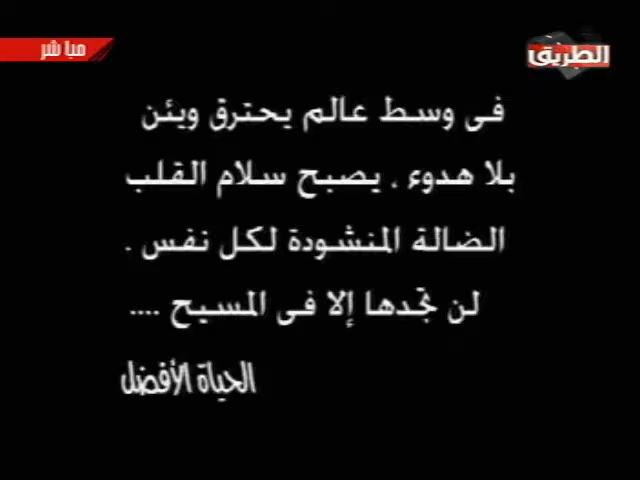 مباشر
الطريق
فى وسط عالم يحترق ويئن
بلا هدوء ، يصبح سلام القلب
الضالة المنشودة لكل نفس .
لن تجدها إلا فى المسيح ....
الحياة الأفضل